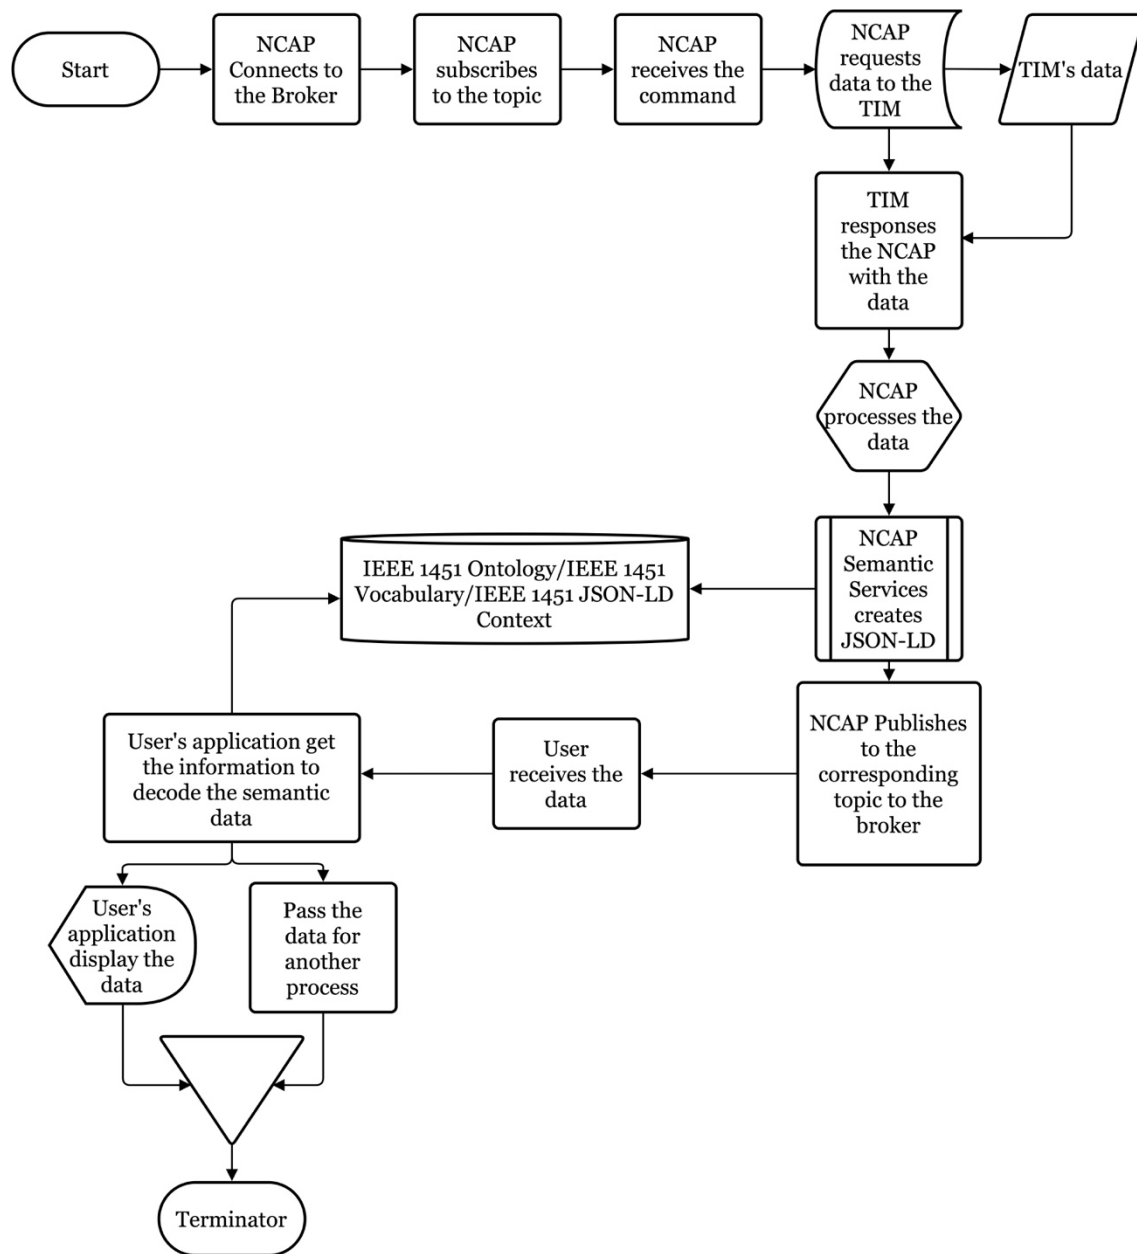 Start
NCAP
Connects to
the Broker
NCAP
subscribes
to the topic
NCAP
receives the
command
NCAP
requests
data to the
TIM
TIM's data
TIM
responses
the NCAP
with the
data
NCAP
processes the
data
NCAP
Semantic
Services
creates
JSON-LD
IEEE 1451 Ontology/IEEE 1451
Vocabulary/IEEE 1451 JSON-LD
Context
NCAP Publishes
to the
corresponding
topic to the
broker
User
receives the
data
User's application get
the information to
decode the semantic
data
User's
application
display the
data
Pass the
data for
another
process
Terminator